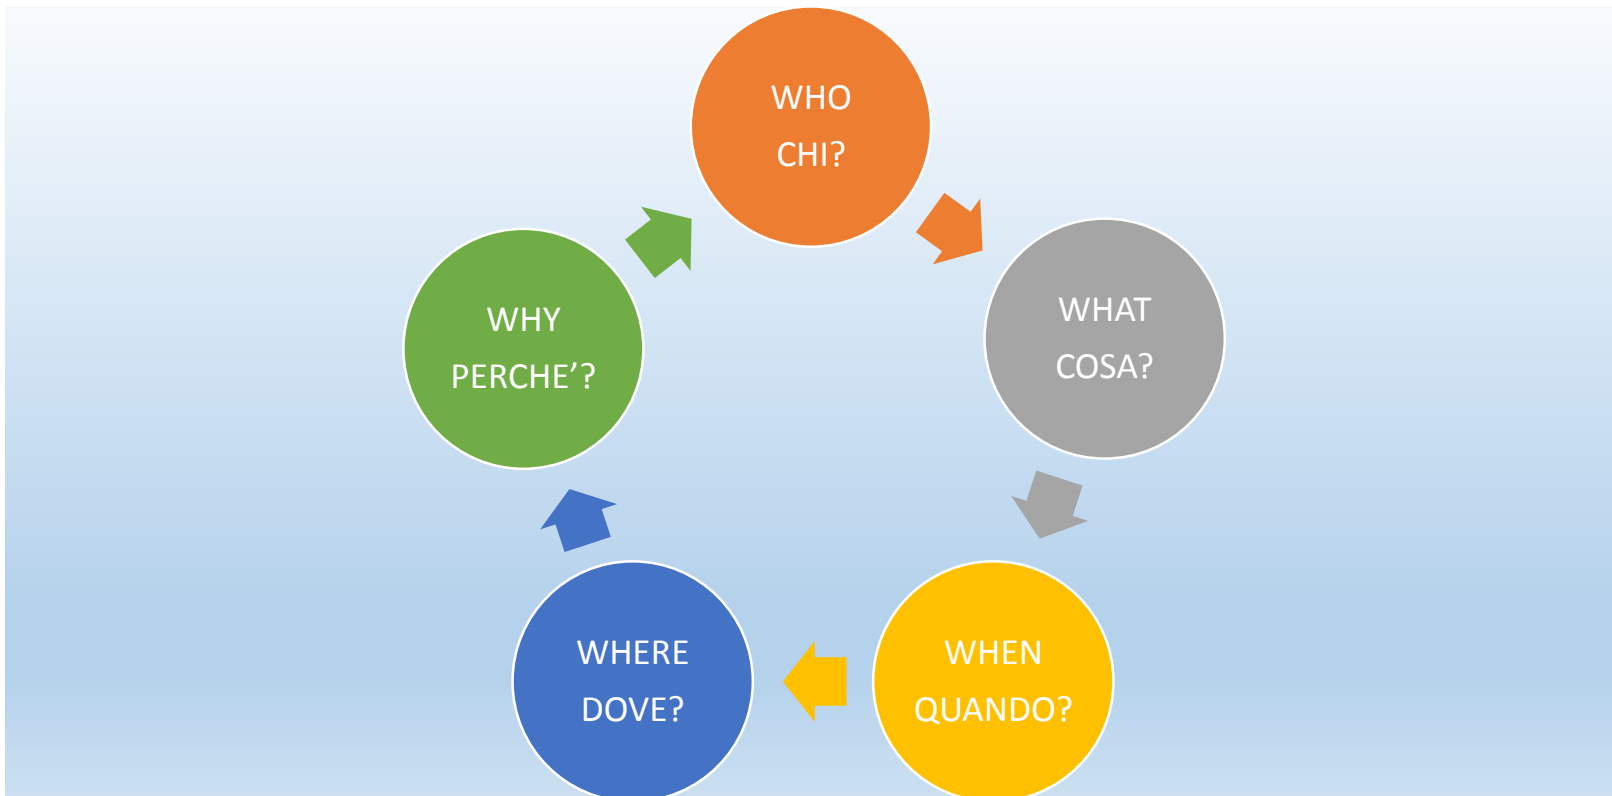 WHO
CHI?
WHAT
COSA?
WHEN
QUANDO?
WHERE
DOVE?
WHY
PERCHE’?